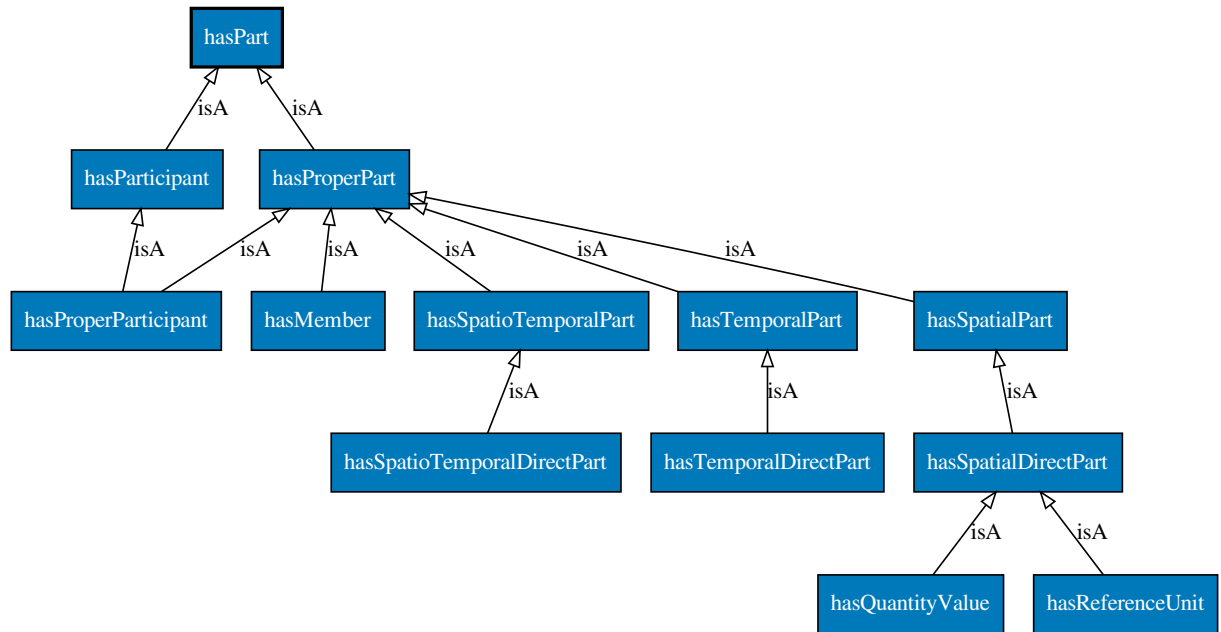 hasPart
isA
isA
hasParticipant
hasProperPart
isA
isA
isA
isA
isA
isA
hasProperParticipant
hasMember
hasSpatioTemporalPart
hasTemporalPart
hasSpatialPart
isA
isA
isA
hasSpatioTemporalDirectPart
hasTemporalDirectPart
hasSpatialDirectPart
isA
isA
hasQuantityValue
hasReferenceUnit